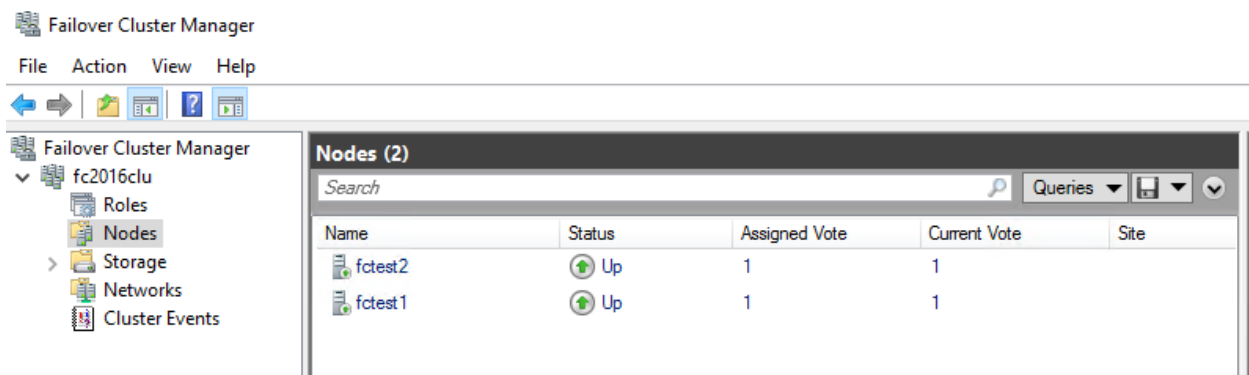 Failover Cluster Manager
File Action View Help
Failover Cluster Manager
fc2016clu
Roles
Nodes
Storage
Networks
Cluster Events
Nodes (2)
Search Queries
Name Status Assigned Vote Current Vote Site
fctest2 Up 1 1
fctest1 Up 1 1